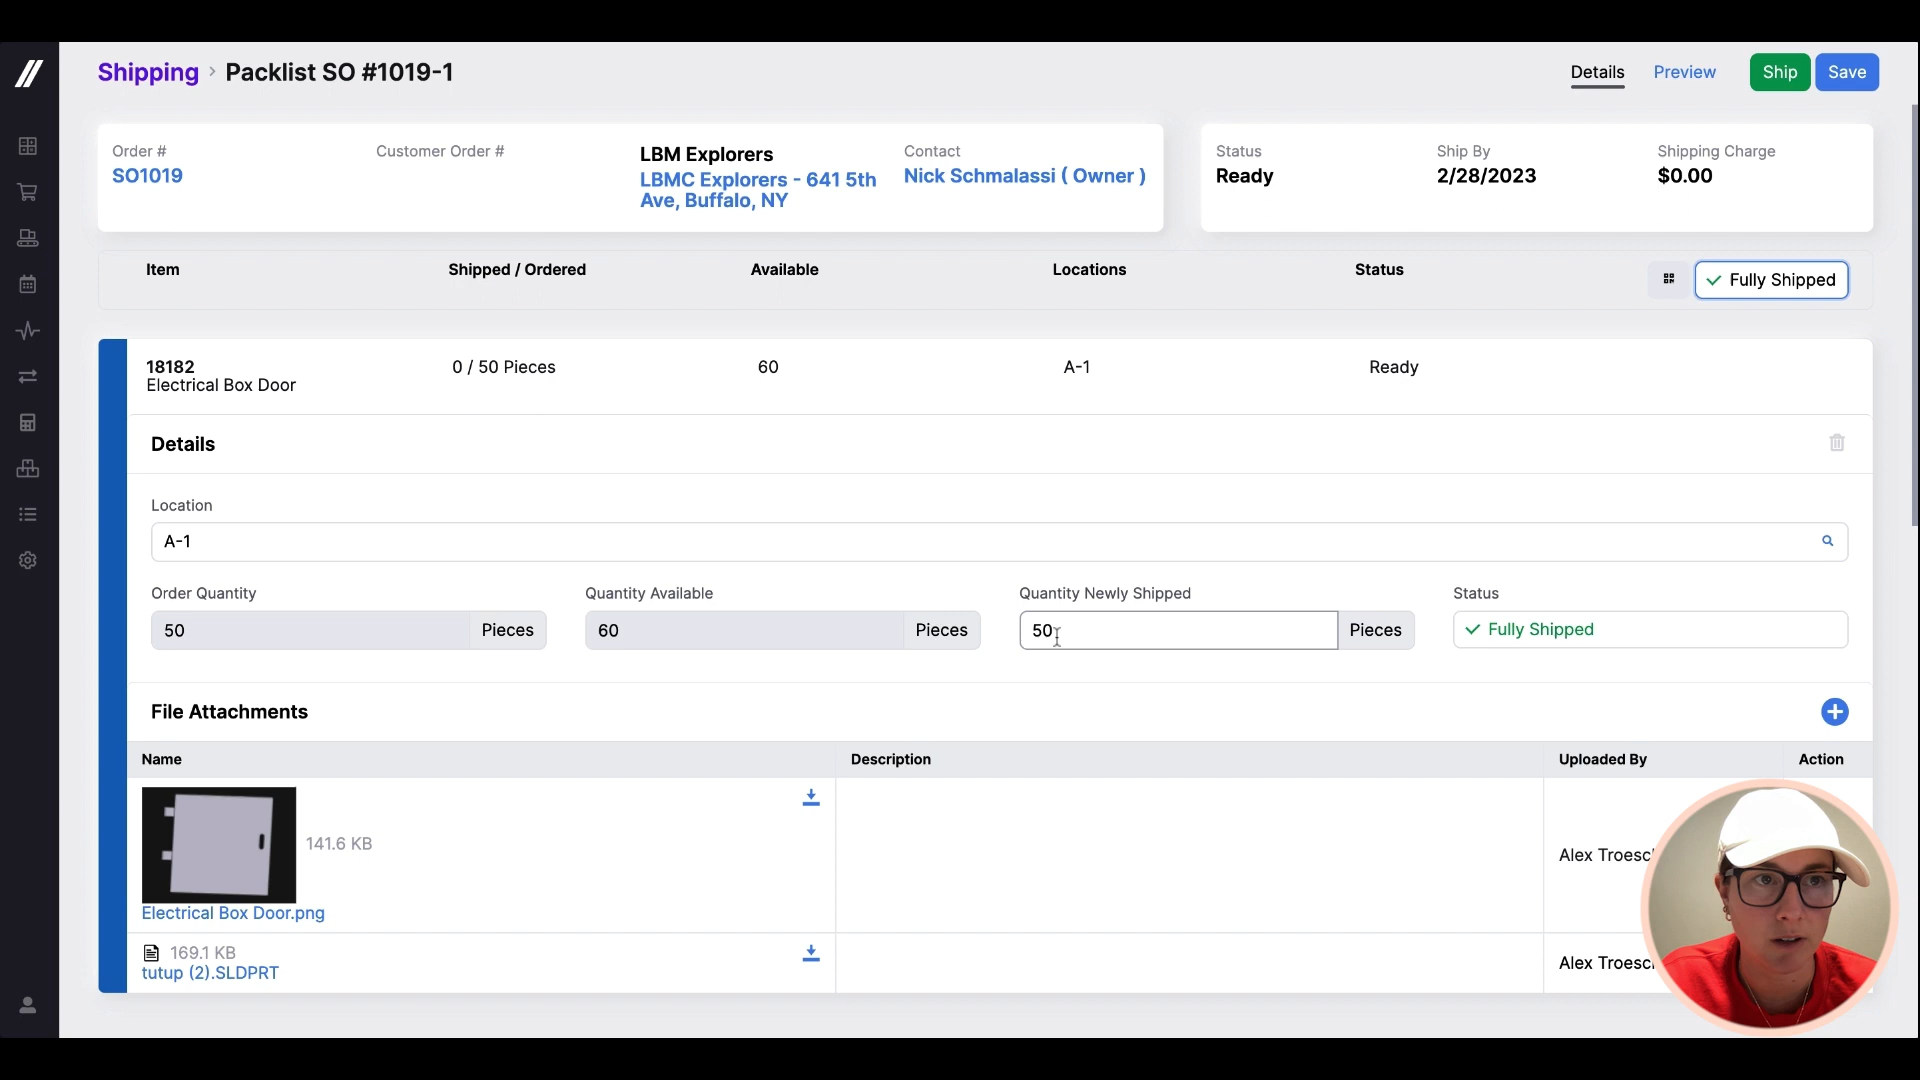 Shipping > Packlist SO #1019-1
Details
Preview
Ship
Save
Order #
SO1019
Customer Order #
LBM Explorers
LBMC Explorers - 641 5th
Ave, Buffalo, NY
Contact
Nick Schmalassi ( Owner )
Status
Ready
Ship By
2/28/2023
Shipping Charge
$0.00
Item
Shipped / Ordered
Available
Locations
Status
Fully Shipped
18182
Electrical Box Door
0 / 50 Pieces
60
A-1
Ready
Details
Location
A-1
Order Quantity
50 Pieces
Quantity Available
60 Pieces
Quantity Newly Shipped
50 Pieces
Status
Fully Shipped
File Attachments
Name
Description
Uploaded By
Action
141.6 KB
Electrical Box Door.png
Alex
169.1 KB
tutup (2).SLDPRT
Alex